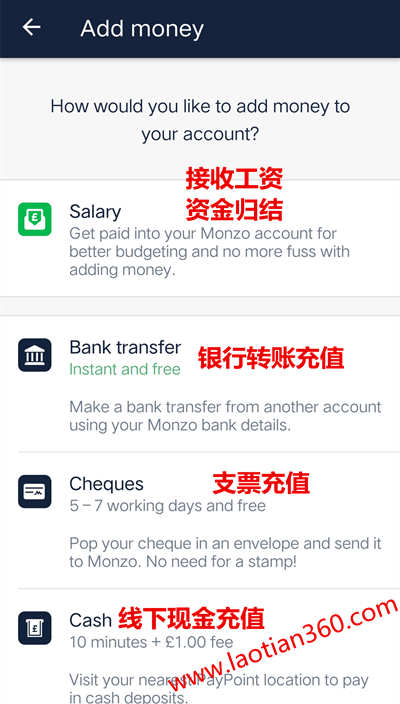 Add money
How would you like to add money to
your account?
接收工资
资金归结
Salary
Get paid into your Monzo account for
better budgeting and no more fuss with
adding money.
Bank transfer
银行转账充值
Instant and free
Make a bank transfer from another account
using your Monzo bank details.
Cheques
支票充值
5 – 7 working days and free
Pop your cheque in an envelope and send it
to Monzo. No need for a stamp!
Cash
线下现金充值
10 minutes + £1.00 fee
Visit your nearest PayPoint location to pay
in cash deposits.
www.laotian360.com